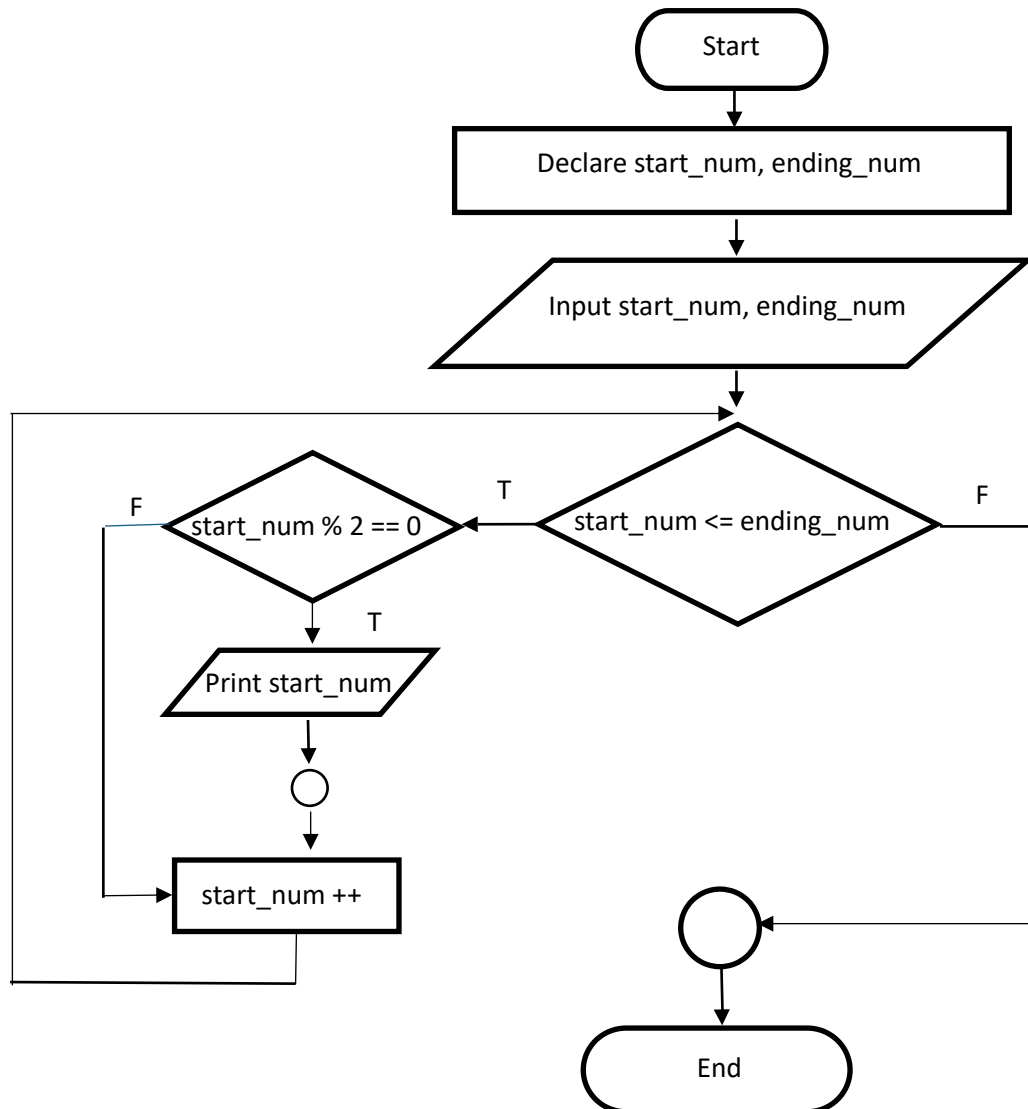 Start
Declare start_num, ending_num
Input start_num, ending_num
start_num <= ending_num
T
F
start_num % 2 == 0
F
T
Print start_num
start_num ++
End